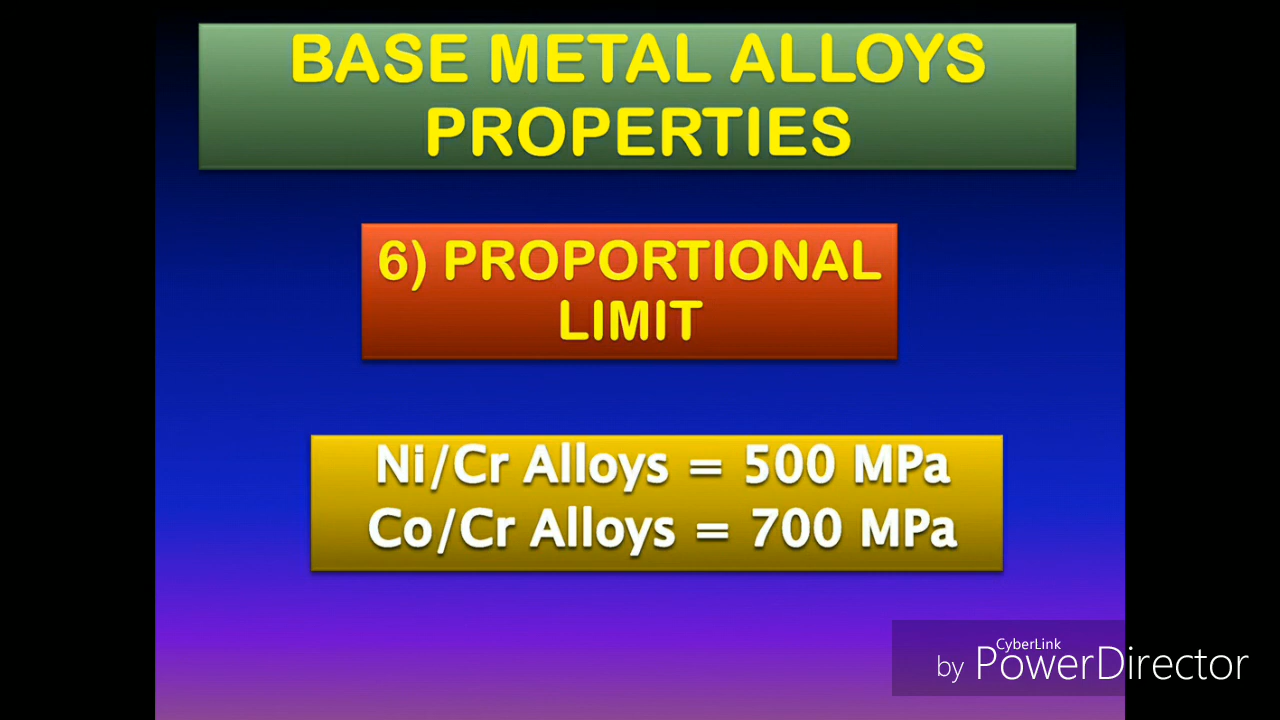 BASE METAL ALLOYS
PROPERTIES
6) PROPORTIONAL
LIMIT
Ni/Cr Alloys = 500 MPa
Co/Cr Alloys = 700 MPa
CyberLink
by PowerDirector